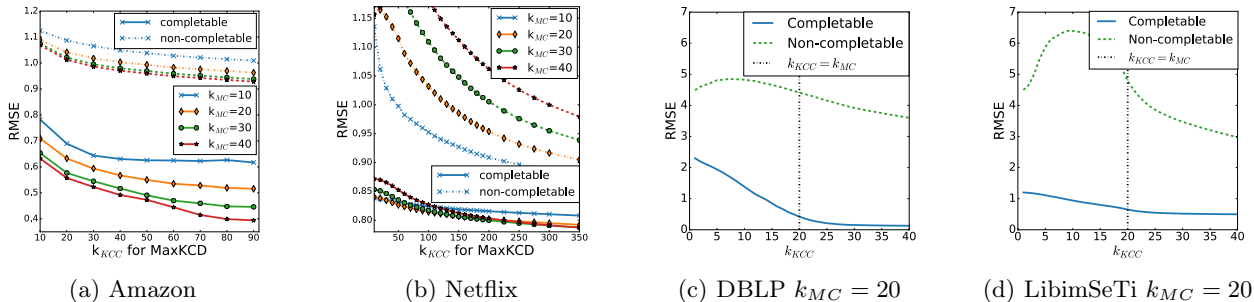 1.2
1.1
1.0
0.9
0.8
0.7
0.6
0.5
0.4
RMSE
completable
non-completable
k_MC=10
k_MC=20
k_MC=30
k_MC=40
10 20 30 40 50 60 70 80 90
k_KCC for MaxKCD
(a) Amazon
1.15
1.10
1.05
1.00
0.95
0.90
0.85
0.80
RMSE
k_MC=10
k_MC=20
k_MC=30
k_MC=40
completable
non-completable
50 100 150 200 250 300 350
k_KCC for MaxKCD
(b) Netflix
7
6
5
4
3
2
1
0
RMSE
Completable
Non-completable
k_KCC = k_MC
0 5 10 15 20 25 30 35 40
k_KCC
(c) DBLP k_MC = 20
7
6
5
4
3
2
1
0
RMSE
Completable
Non-completable
k_KCC = k_MC
0 5 10 15 20 25 30 35 40
k_KCC
(d) LibimSeTi k_MC = 20